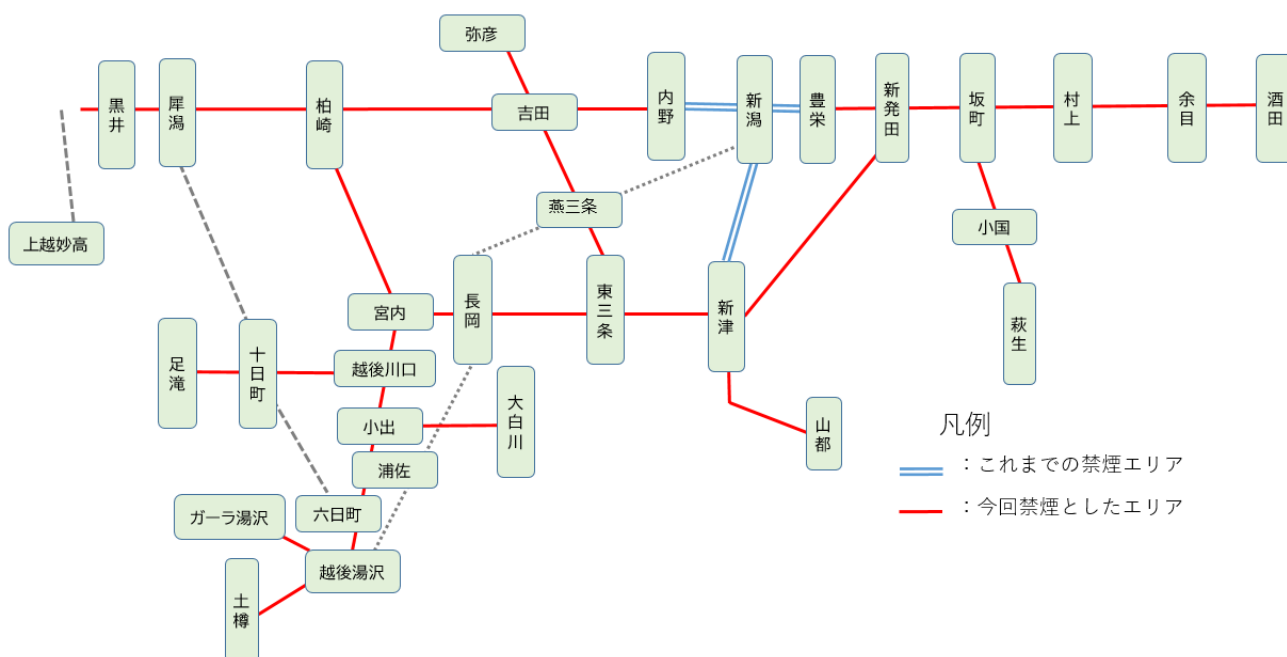 弥彦
黒井
犀潟
柏崎
吉田
内野
新潟
豊栄
新発田
坂町
村上
余目
酒田
上越妙高
燕三条
小国
宮内
長岡
東三条
新津
萩生
足滝
十日町
越後川口
大白川
小出
浦佐
山都
凡例
：これまでの禁煙エリア
：今回禁煙としたエリア
ガーラ湯沢
六日町
越後湯沢
土樽